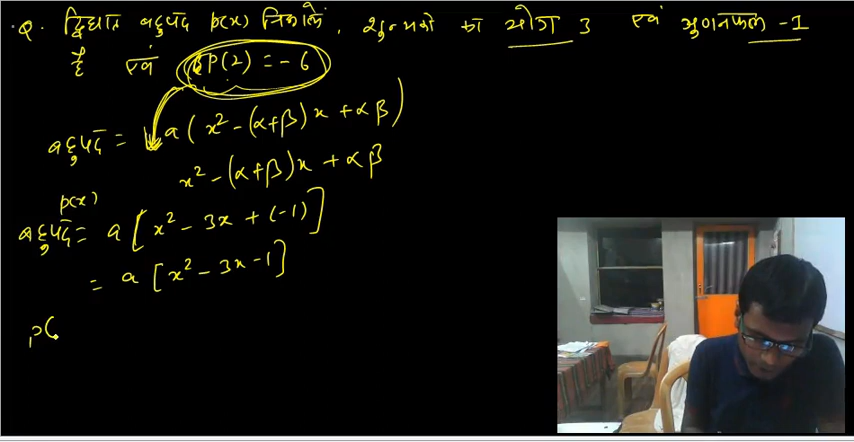 Q. द्विघात बहुपद p(x) निकालें, शुन्यको का योग 3 एवं गुणनफल -1
है एवं P(2) = -6
बहुपद = a(x² - (α+β)x + αβ)
x² - (α+β)x + αβ
p(x)
बहुपद = a[x² - 3x + (-1)]
= a[x² - 3x - 1]
p(